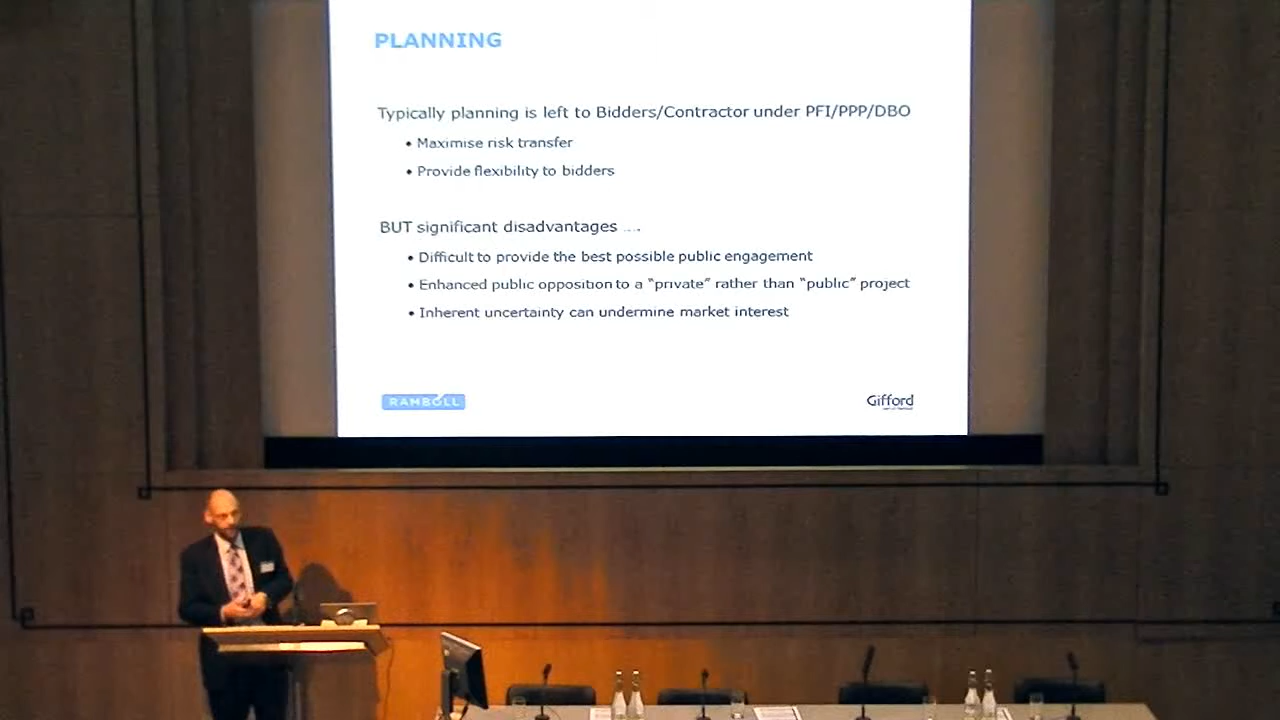 PLANNING
Typically planning is left to Bidders/Contractor under PFI/PPP/DBO
• Maximise risk transfer
• Provide flexibility to bidders
BUT significant disadvantages ....
• Difficult to provide the best possible public engagement
• Enhanced public opposition to a “private” rather than “public” project
• Inherent uncertainty can undermine market interest
RAMBOLL
Gifford